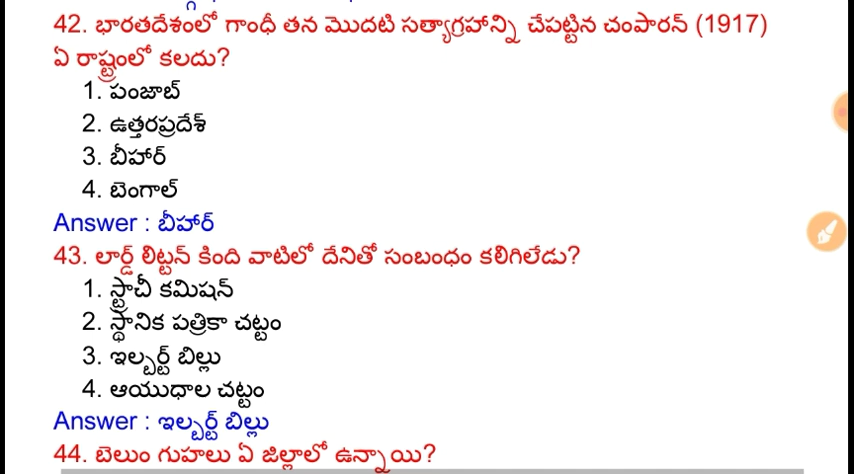 42. భారతదేశంలో గాంధీ తన మొదటి సత్యాగ్రహాన్ని చేపట్టిన చంపారన్ (1917)
ఏ రాష్ట్రంలో కలదు?
1. పంజాబ్
2. ఉత్తరప్రదేశ్
3. బీహార్
4. బెంగాల్
Answer : బీహార్
43. లార్డ్ లిట్టన్ కింది వాటిలో దేనితో సంబంధం కలిగిలేడు?
1. స్ట్రాచీ కమిషన్
2. స్థానిక పత్రికా చట్టం
3. ఇల్బర్ట్ బిల్లు
4. ఆయుధాల చట్టం
Answer : ఇల్బర్ట్ బిల్లు
44. బెలుం గుహలు ఏ జిల్లాలో ఉన్నాయి?